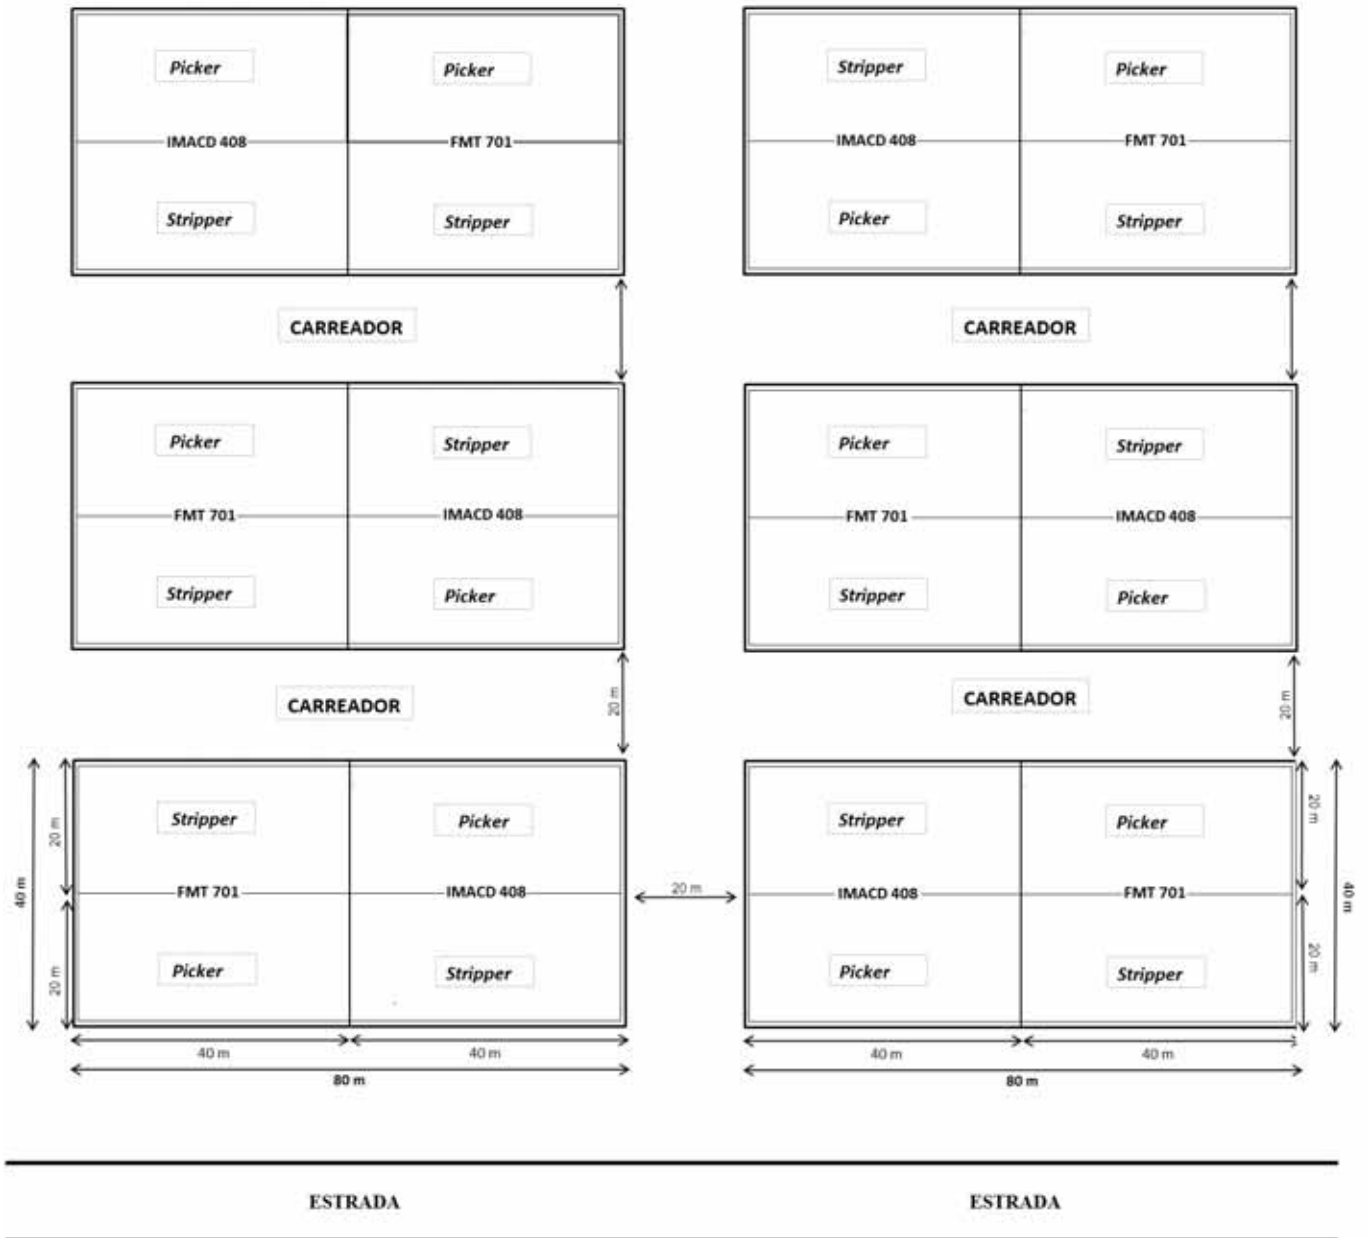 Picker
Picker
IMACD 408
FMT 701
Stripper
Stripper
Stripper
Picker
IMACD 408
FMT 701
Picker
Stripper
CARREADOR
CARREADOR
Picker
Stripper
FMT 701
IMACD 408
Stripper
Picker
Picker
Stripper
FMT 701
IMACD 408
Stripper
Picker
CARREADOR
20 m
CARREADOR
20 m
40 m
20 m
20 m
Stripper
Picker
FMT 701
IMACD 408
Picker
Stripper
20 m
Stripper
Picker
IMACD 408
FMT 701
Picker
Stripper
20 m
20 m
40 m
40 m
40 m
80 m
40 m
40 m
80 m
ESTRADA
ESTRADA